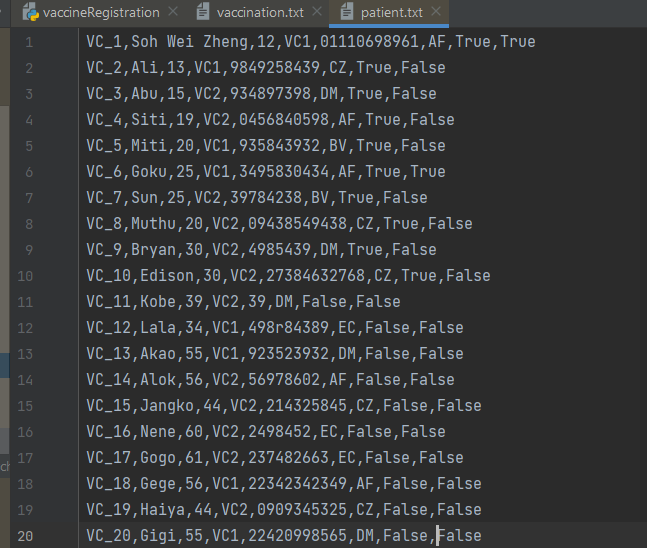 vaccineRegistration vaccination.txt patient.txt
1 VC_1,Soh Wei Zheng,12,VC1,01110698961,AF,True,True
2 VC_2,Ali,13,VC1,9849258439,CZ,True,False
3 VC_3,Abu,15,VC2,934897398,DM,True,False
4 VC_4,Siti,19,VC2,0456840598,AF,True,False
5 VC_5,Miti,20,VC1,935843932,BV,True,False
6 VC_6,Goku,25,VC1,3495830434,AF,True,True
7 VC_7,Sun,25,VC2,39784238,BV,True,False
8 VC_8,Muthu,20,VC2,09438549438,CZ,True,False
9 VC_9,Bryan,30,VC2,4985439,DM,True,False
10 VC_10,Edison,30,VC2,27384632768,CZ,True,False
11 VC_11,Kobe,39,VC2,39,DM,False,False
12 VC_12,Lala,34,VC1,498r84389,EC,False,False
13 VC_13,Akao,55,VC1,923523932,DM,False,False
14 VC_14,Alok,56,VC2,56978602,AF,False,False
15 VC_15,Jangko,44,VC2,214325845,CZ,False,False
16 VC_16,Nene,60,VC2,2498452,EC,False,False
17 VC_17,Gogo,61,VC2,237482663,EC,False,False
18 VC_18,Gege,56,VC1,22342342349,AF,False,False
19 VC_19,Haiya,44,VC2,0909345325,CZ,False,False
20 VC_20,Gigi,55,VC1,22420998565,DM,False,False